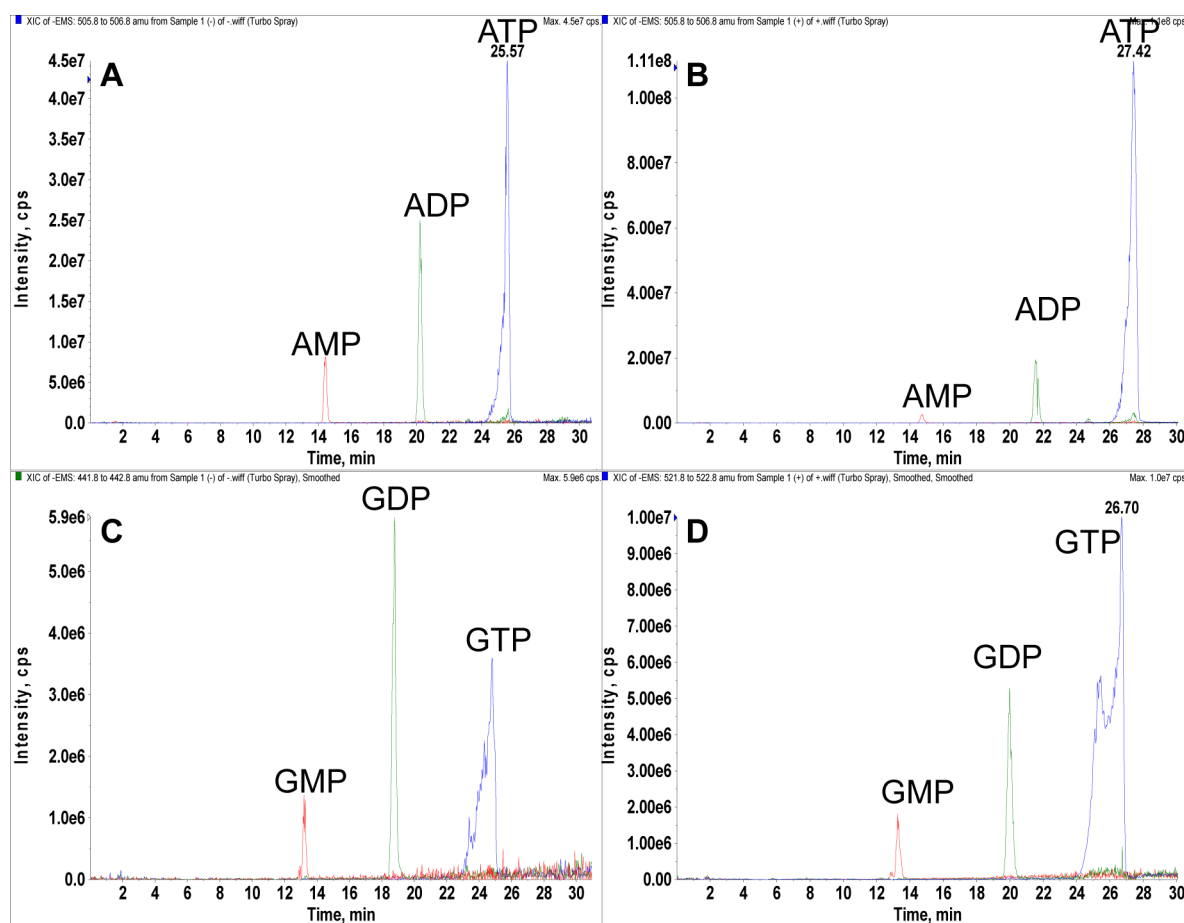 XIC of -EMS: 505.8 to 506.8 amu from Sample 1 (-) of -.wiff (Turbo Spray) Max. 4.5e7 cps.
ATP
25.57
A
4.5e7
4.0e7
3.5e7
3.0e7
2.5e7
2.0e7
1.5e7
1.0e7
5.0e6
0.0
Intensity, cps
ADP
AMP
2 4 6 8 10 12 14 16 18 20 22 24 26 28 30
Time, min
XIC of -EMS: 505.8 to 506.8 amu from Sample 1 (+) of +.wiff (Turbo Spray) Max. 1.1e8 cps
ATP
27.42
B
1.11e8
1.00e8
8.00e7
6.00e7
4.00e7
2.00e7
0.00
Intensity, cps
ADP
AMP
2 4 6 8 10 12 14 16 18 20 22 24 26 28 30
Time, min
XIC of -EMS: 441.8 to 442.8 amu from Sample 1 (-) of -.wiff (Turbo Spray), Smoothed Max. 5.9e6 cps.
GDP
C
5.9e6
5.0e6
4.0e6
3.0e6
2.0e6
1.0e6
0.0
Intensity, cps
GTP
GMP
2 4 6 8 10 12 14 16 18 20 22 24 26 28 30
Time, min
XIC of -EMS: 521.8 to 522.8 amu from Sample 1 (+) of +.wiff (Turbo Spray), Smoothed, Smoothed Max. 1.0e7 cps
26.70
D
GTP
1.00e7
9.00e6
8.00e6
7.00e6
6.00e6
5.00e6
4.00e6
3.00e6
2.00e6
1.00e6
0.00
Intensity, cps
GDP
GMP
2 4 6 8 10 12 14 16 18 20 22 24 26 28 30
Time, min